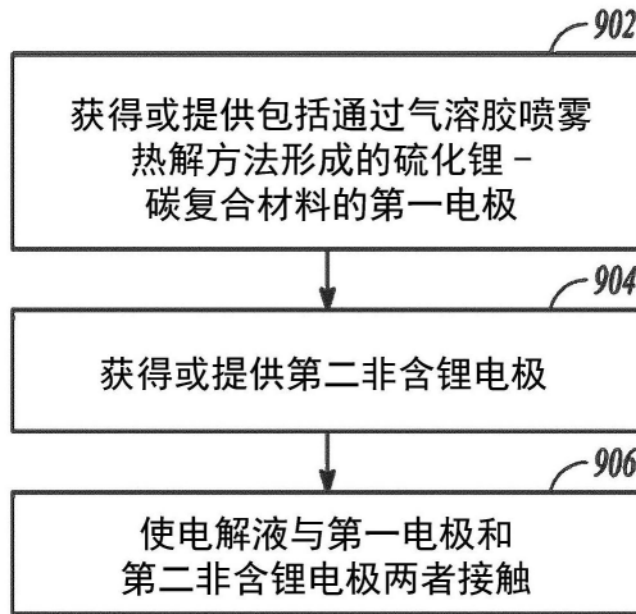 902
获得或提供包括通过气溶胶喷雾
热解方法形成的硫化锂-
碳复合材料的第一电极
904
获得或提供第二非含锂电极
906
使电解液与第一电极和
第二非含锂电极两者接触